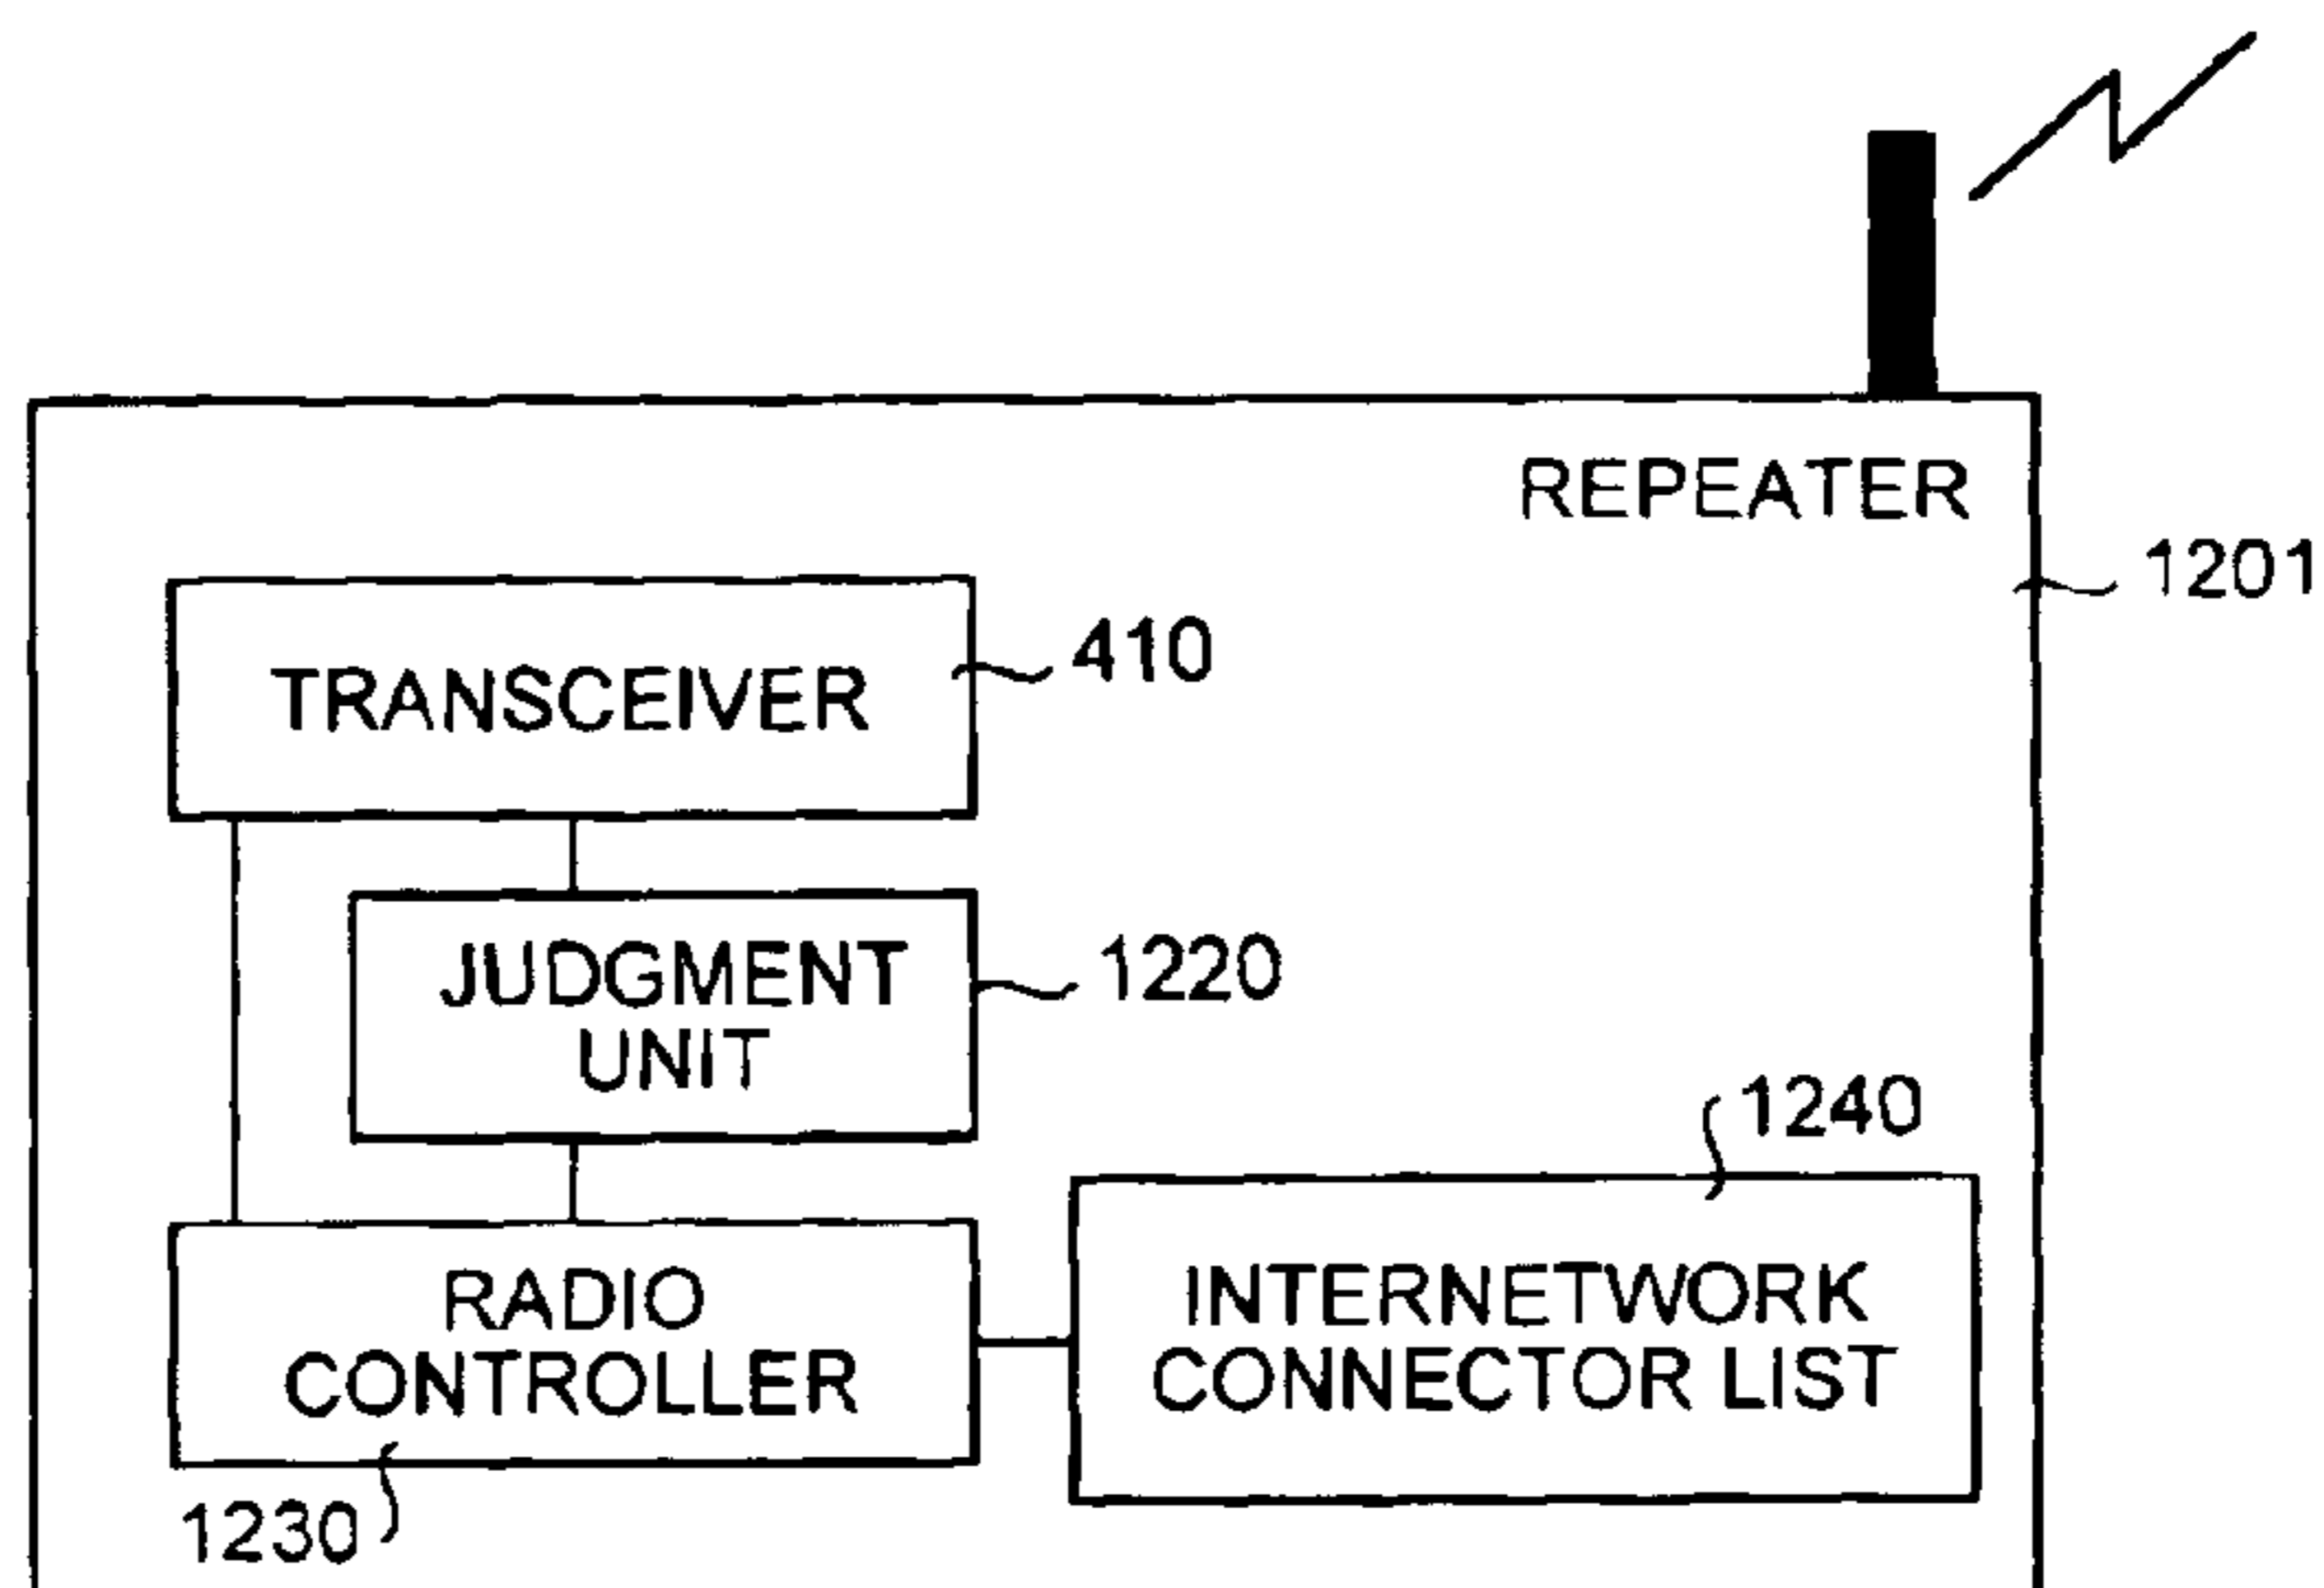 REPEATER
1201
TRANSCEIVER
410
JUDGMENT
UNIT
1220
1240
RADIO
CONTROLLER
INTERNETWORK
CONNECTOR LIST
1230